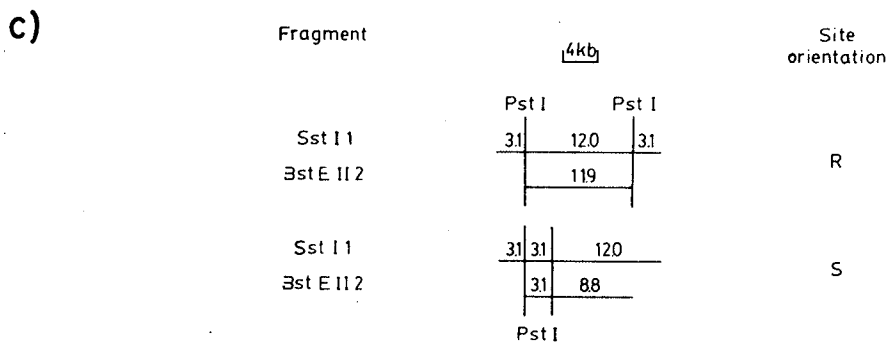 c)
Fragment
4kb
Site
orientation
Pst I Pst I
Sst I 1 3.1 12.0 3.1
R
BstE II 2 11.9
Sst I 1 3.1 3.1 12.0
S
BstE II 2 3.1 8.8
Pst I